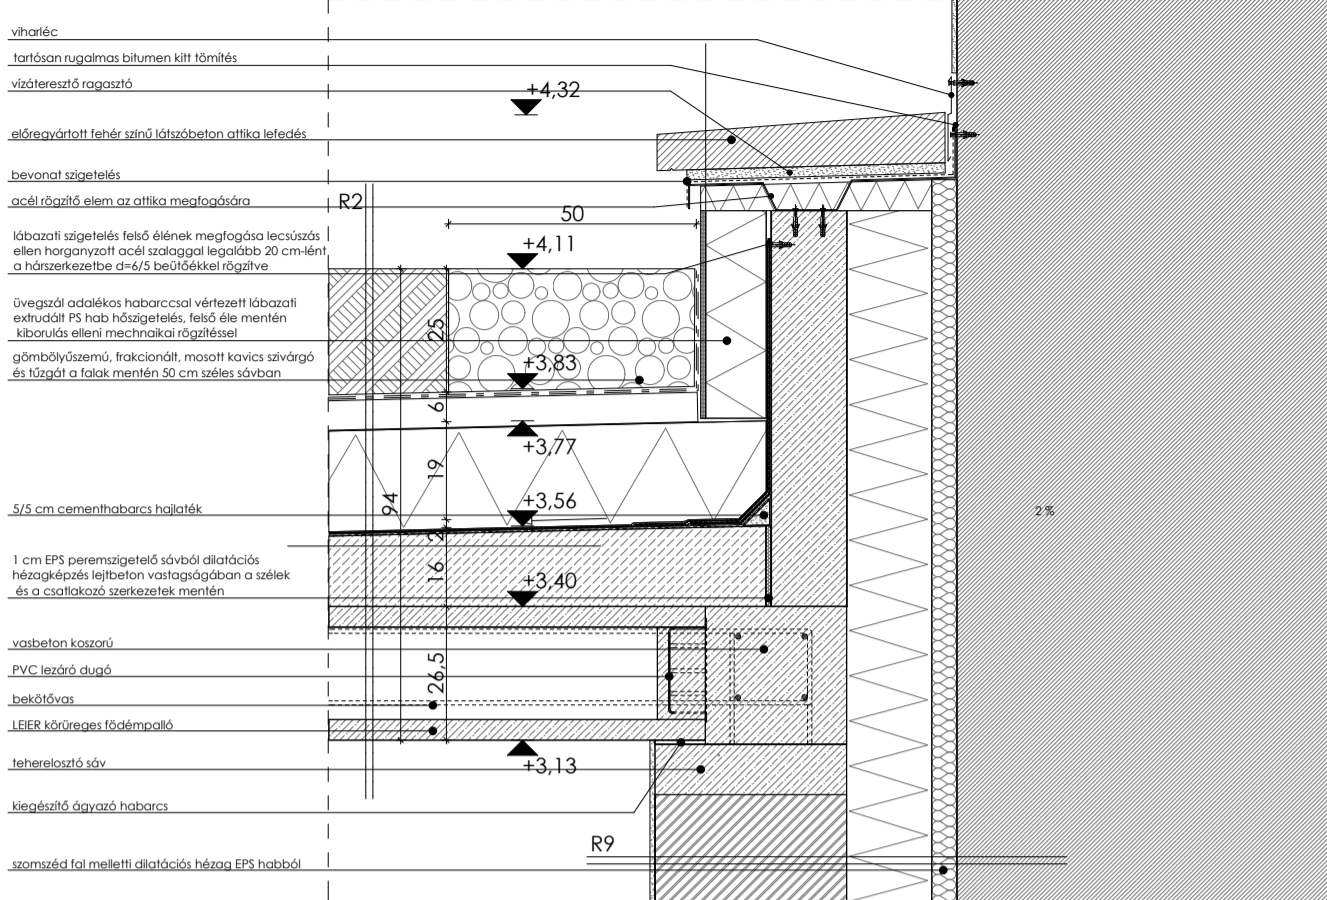 viharléc
tartósan rugalmas bitumen kitt tömítés
vízáteresztő ragasztó
+4,32
előregyártott fehér színű látszóbeton attika lefedés
bevonat szigetelés
acél rögzítő elem az attika megfogására
R2
50
lábazati szigetelés felső élének megfogása lecsúszás
ellen horganyzott acél szalaggal legalább 20 cm-lént
a hárszerkezetbe d=6/5 beütőékkel rögzítve
+4,11
üvegszál adalékos habarccsal vértezett lábazati
extrudált PS hab hőszigetelés, felső éle mentén
kiborulás elleni mechnaikai rögzítéssel
25
gömbölyűszemú, frakcionált, mosott kavics szivárgó
és tűzgát a falak mentén 50 cm széles sávban
+3,83
6
+3,77
19
94
5/5 cm cementhabarcs hajlaték
+3,56
2 %
2
1 cm EPS peremszigetelő sávból dilatációs
hézagképzés lejtbeton vastagságában a szélek
és a csatlakozó szerkezetek mentén
16
+3,40
vasbeton koszorú
PVC lezáró dugó
26,5
bekötővas
LEIER körüreges födémpalló
teherelosztó sáv
+3,13
kiegészítő ágyazó habarcs
R9
szomszéd fal melletti dilatációs hézag EPS habból